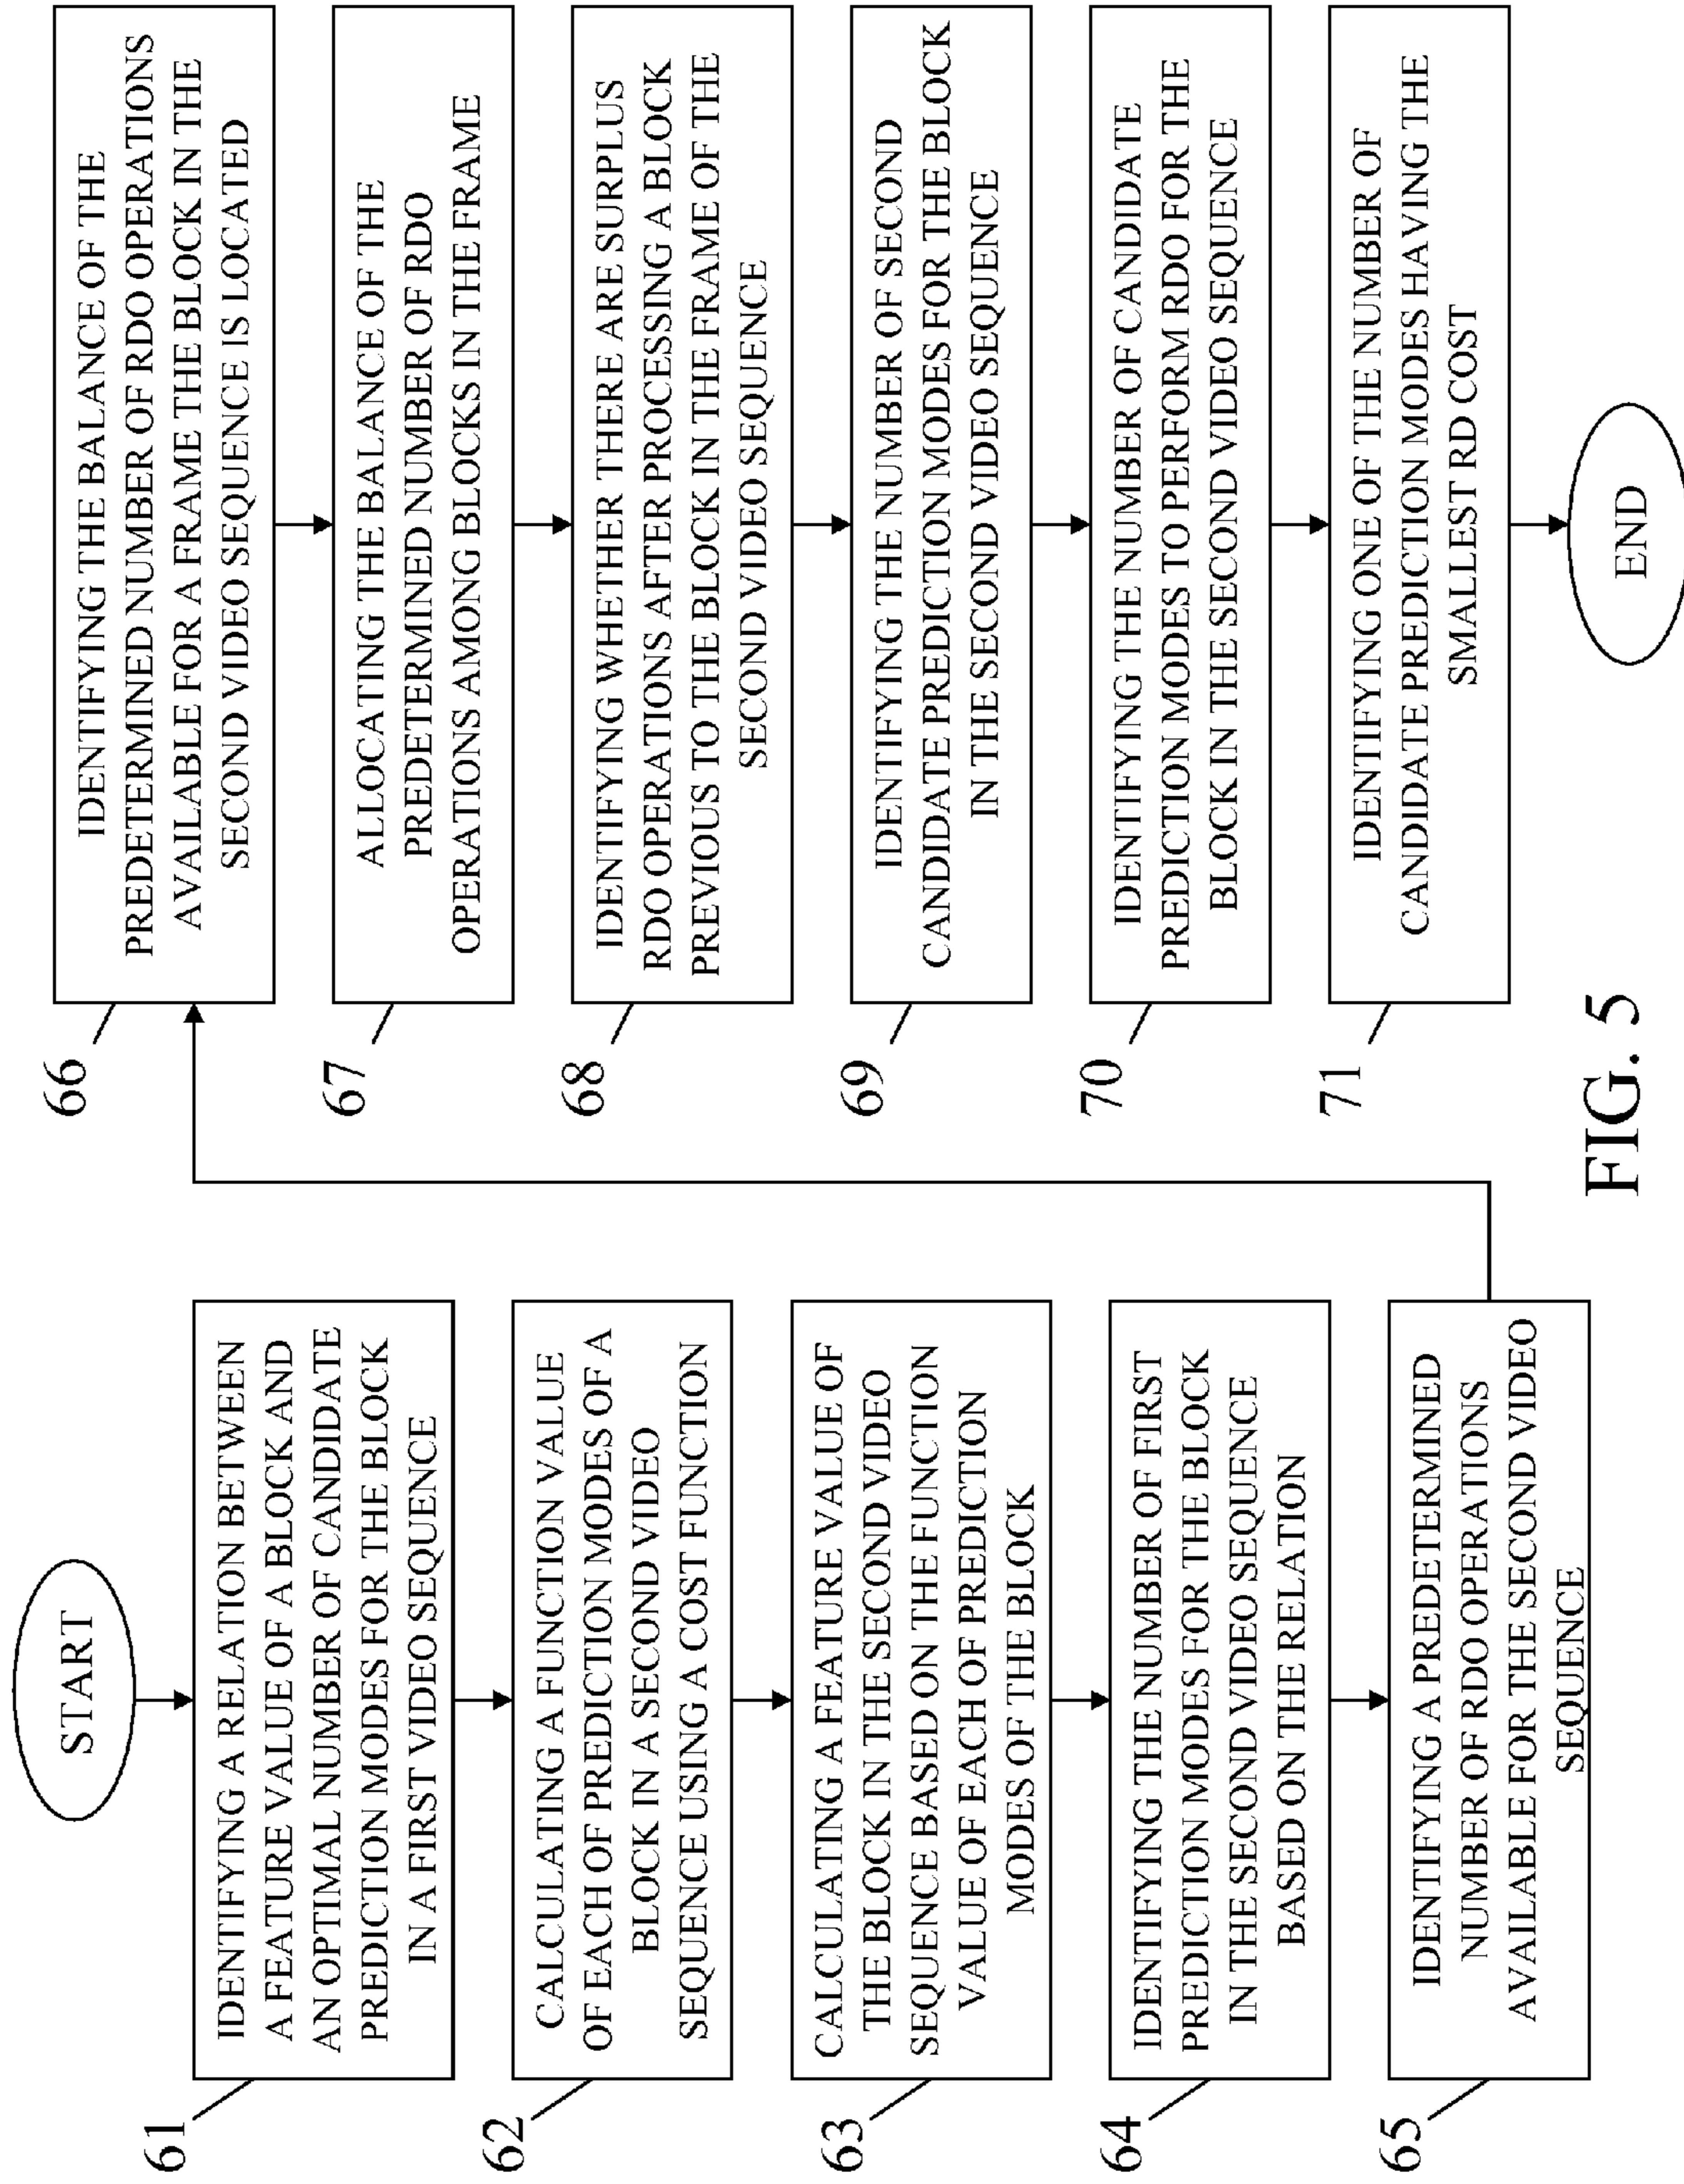 START
61
IDENTIFYING A RELATION BETWEEN
A FEATURE VALUE OF A BLOCK AND
AN OPTIMAL NUMBER OF CANDIDATE
PREDICTION MODES FOR THE BLOCK
IN A FIRST VIDEO SEQUENCE
62
CALCULATING A FUNCTION VALUE
OF EACH OF PREDICTION MODES OF A
BLOCK IN A SECOND VIDEO
SEQUENCE USING A COST FUNCTION
63
CALCULATING A FEATURE VALUE OF
THE BLOCK IN THE SECOND VIDEO
SEQUENCE BASED ON THE FUNCTION
VALUE OF EACH OF PREDICTION
MODES OF THE BLOCK
64
IDENTIFYING THE NUMBER OF FIRST
PREDICTION MODES FOR THE BLOCK
IN THE SECOND VIDEO SEQUENCE
BASED ON THE RELATION
65
IDENTIFYING A PREDETERMINED
NUMBER OF RDO OPERATIONS
AVAILABLE FOR THE SECOND VIDEO
SEQUENCE
66
IDENTIFYING THE BALANCE OF THE
PREDETERMINED NUMBER OF RDO OPERATIONS
AVAILABLE FOR A FRAME THE BLOCK IN THE
SECOND VIDEO SEQUENCE IS LOCATED
67
ALLOCATING THE BALANCE OF THE
PREDETERMINED NUMBER OF RDO
OPERATIONS AMONG BLOCKS IN THE FRAME
68
IDENTIFYING WHETHER THERE ARE SURPLUS
RDO OPERATIONS AFTER PROCESSING A BLOCK
PREVIOUS TO THE BLOCK IN THE FRAME OF THE
SECOND VIDEO SEQUENCE
69
IDENTIFYING THE NUMBER OF SECOND
CANDIDATE PREDICTION MODES FOR THE BLOCK
IN THE SECOND VIDEO SEQUENCE
70
IDENTIFYING THE NUMBER OF CANDIDATE
PREDICTION MODES TO PERFORM RDO FOR THE
BLOCK IN THE SECOND VIDEO SEQUENCE
71
IDENTIFYING ONE OF THE NUMBER OF
CANDIDATE PREDICTION MODES HAVING THE
SMALLEST RD COST
END
FIG. 5